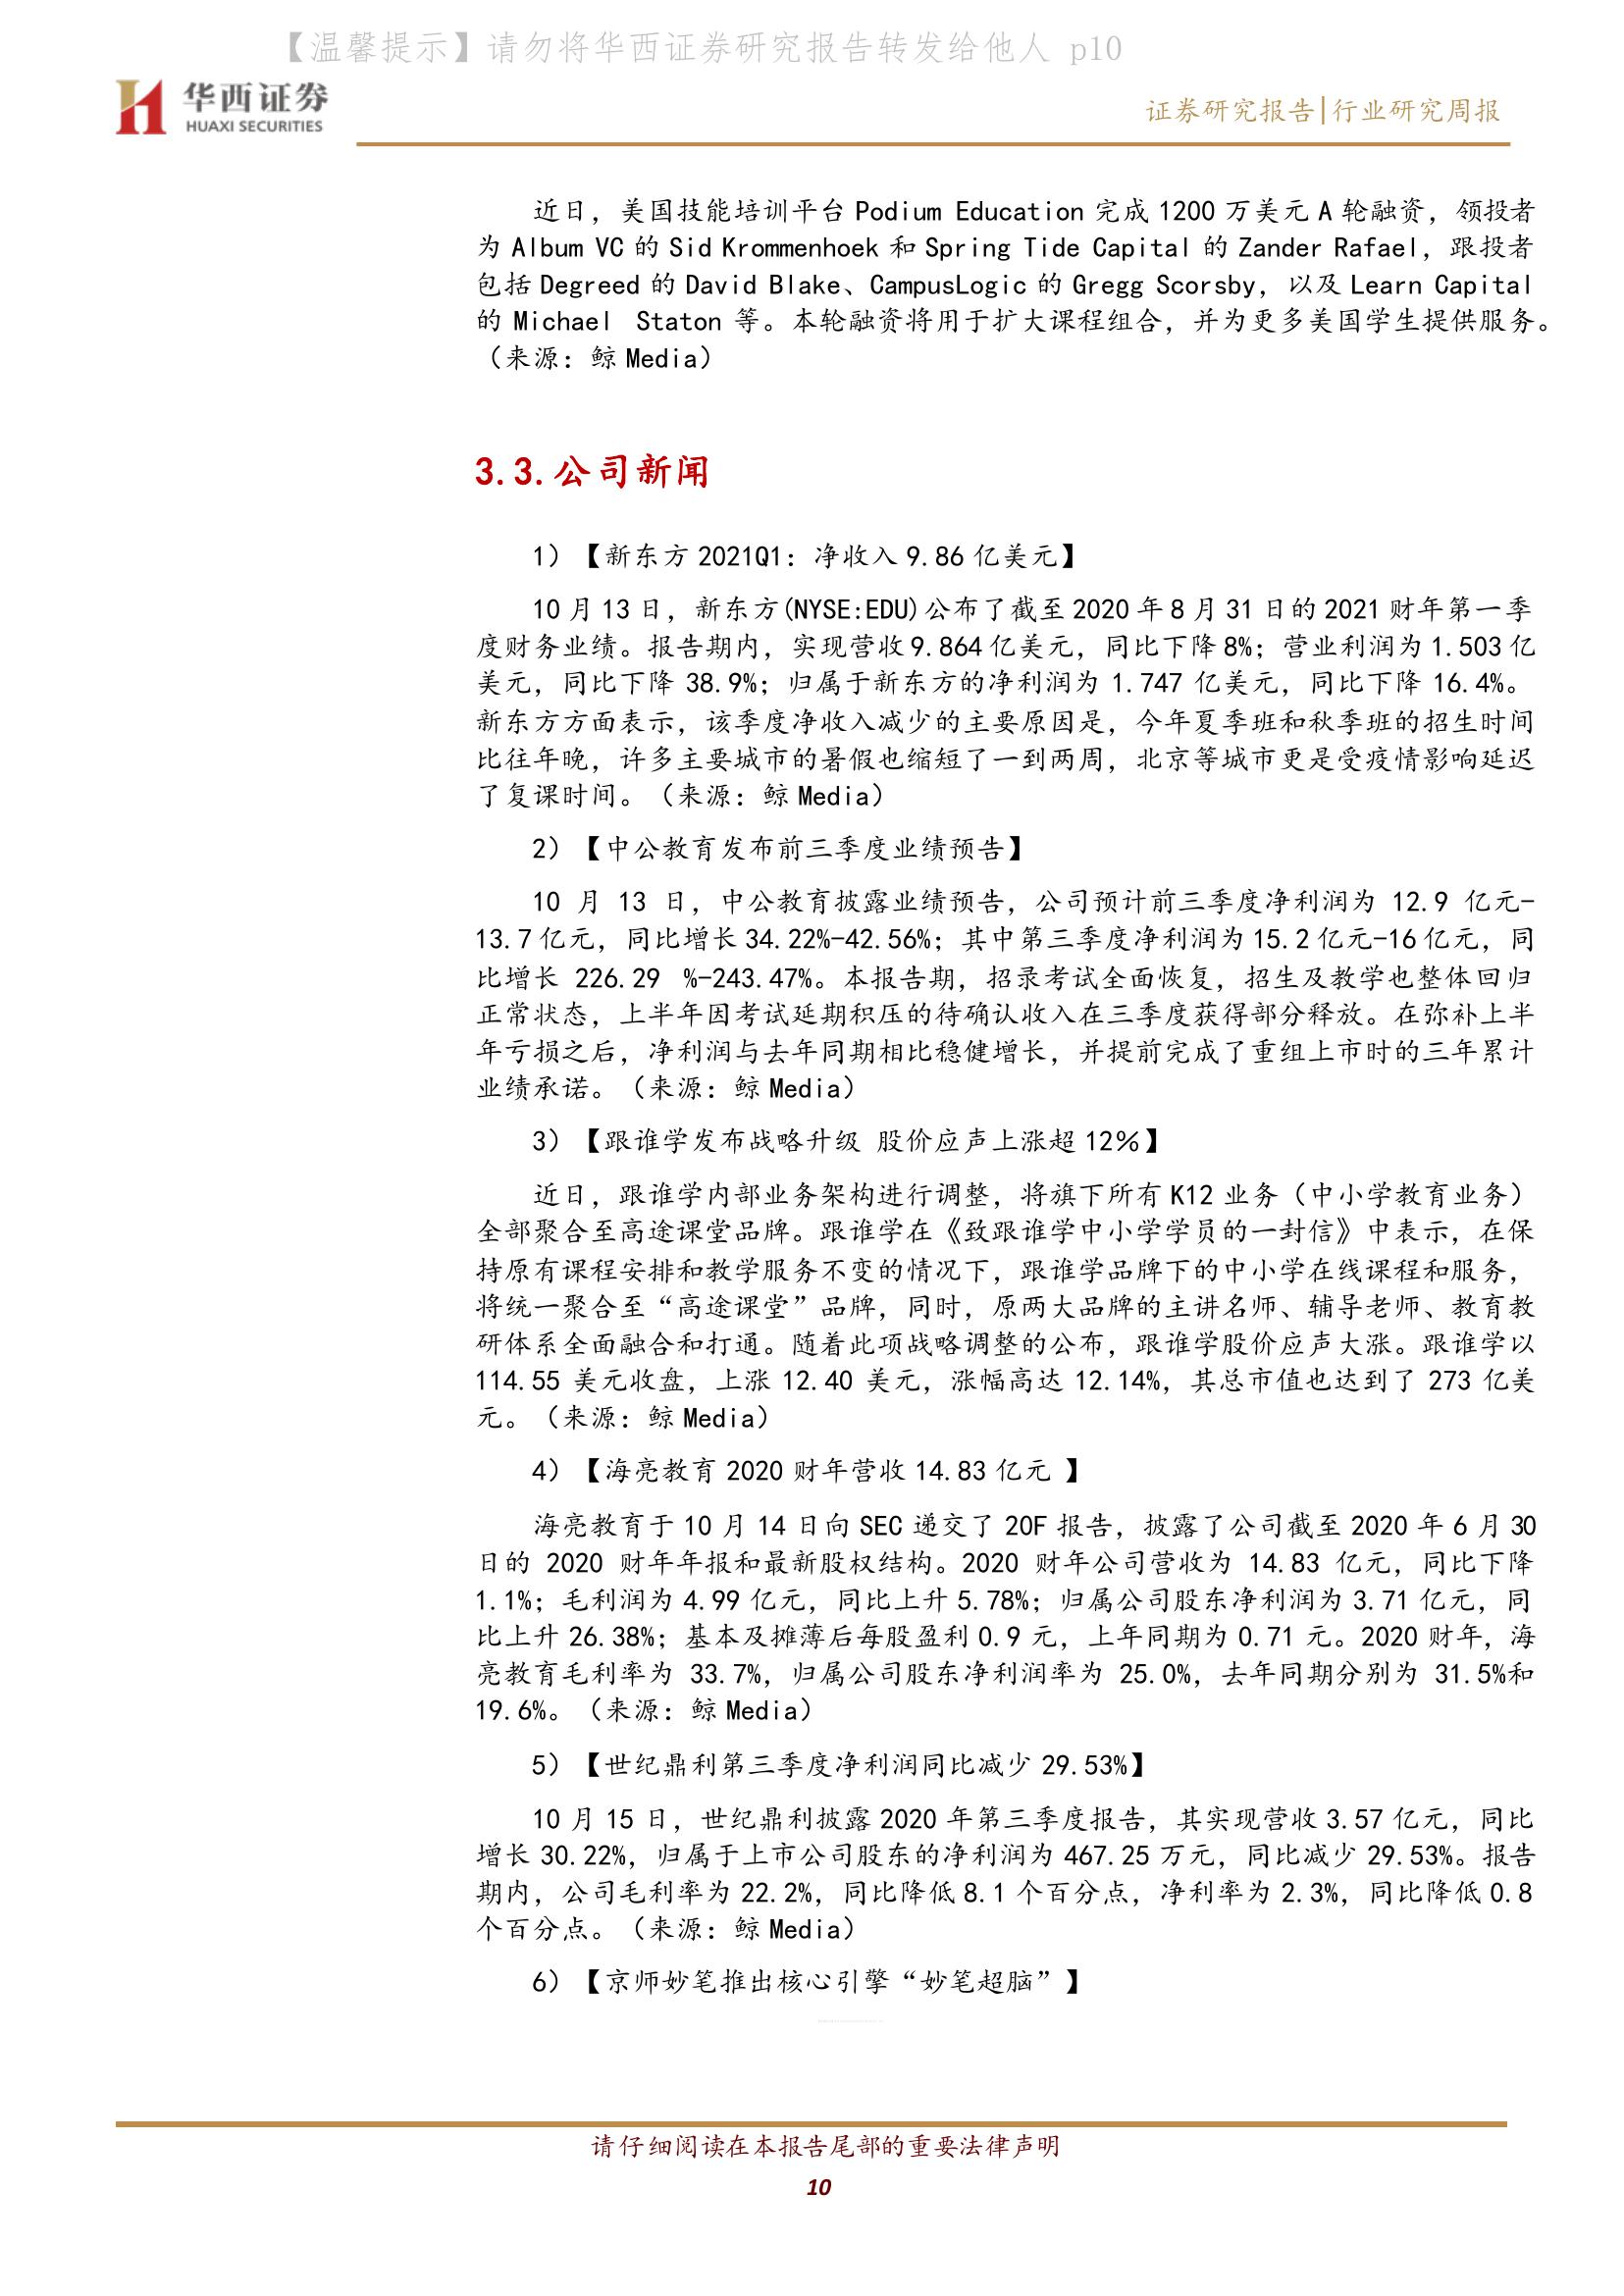 【温馨提示】请勿将华西证券研究报告转发给他人 p10
华西证券
HUAXI SECURITIES
证券研究报告|行业研究周报
近日，美国技能培训平台 Podium Education 完成 1200 万美元 A 轮融资，领投者
为 Album VC 的 Sid Krommenhoek 和 Spring Tide Capital 的 Zander Rafael，跟投者
包括 Degreed 的 David Blake、CampusLogic 的 Gregg Scorsby，以及 Learn Capital
的 Michael Staton 等。本轮融资将用于扩大课程组合，并为更多美国学生提供服务。
（来源：鲸 Media）
3.3.公司新闻
1）【新东方 2021Q1：净收入 9.86 亿美元】
10 月 13 日，新东方(NYSE:EDU)公布了截至 2020 年 8 月 31 日的 2021 财年第一季
度财务业绩。报告期内，实现营收 9.864 亿美元，同比下降 8%；营业利润为 1.503 亿
美元，同比下降 38.9%；归属于新东方的净利润为 1.747 亿美元，同比下降 16.4%。
新东方方面表示，该季度净收入减少的主要原因是，今年夏季班和秋季班的招生时间
比往年晚，许多主要城市的暑假也缩短了一到两周，北京等城市更是受疫情影响延迟
了复课时间。（来源：鲸 Media）
2）【中公教育发布前三季度业绩预告】
10 月 13 日，中公教育披露业绩预告，公司预计前三季度净利润为 12.9 亿元-
13.7 亿元，同比增长 34.22%-42.56%；其中第三季度净利润为 15.2 亿元-16 亿元，同
比增长 226.29 %-243.47%。本报告期，招录考试全面恢复，招生及教学也整体回归
正常状态，上半年因考试延期积压的待确认收入在三季度获得部分释放。在弥补上半
年亏损之后，净利润与去年同期相比稳健增长，并提前完成了重组上市时的三年累计
业绩承诺。（来源：鲸 Media）
3）【跟谁学发布战略升级 股价应声上涨超 12%】
近日，跟谁学内部业务架构进行调整，将旗下所有 K12 业务（中小学教育业务）
全部聚合至高途课堂品牌。跟谁学在《致跟谁学中小学学员的一封信》中表示，在保
持原有课程安排和教学服务不变的情况下，跟谁学品牌下的中小学在线课程和服务，
将统一聚合至“高途课堂”品牌，同时，原两大品牌的主讲名师、辅导老师、教育教
研体系全面融合和打通。随着此项战略调整的公布，跟谁学股价应声大涨。跟谁学以
114.55 美元收盘，上涨 12.40 美元，涨幅高达 12.14%，其总市值也达到了 273 亿美
元。（来源：鲸 Media）
4）【海亮教育 2020 财年营收 14.83 亿元 】
海亮教育于 10 月 14 日向 SEC 递交了 20F 报告，披露了公司截至 2020 年 6 月 30
日的 2020 财年年报和最新股权结构。2020 财年公司营收为 14.83 亿元，同比下降
1.1%；毛利润为 4.99 亿元，同比上升 5.78%；归属公司股东净利润为 3.71 亿元，同
比上升 26.38%；基本及摊薄后每股盈利 0.9 元，上年同期为 0.71 元。2020 财年，海
亮教育毛利率为 33.7%，归属公司股东净利润率为 25.0%，去年同期分别为 31.5%和
19.6%。（来源：鲸 Media）
5）【世纪鼎利第三季度净利润同比减少 29.53%】
10 月 15 日，世纪鼎利披露 2020 年第三季度报告，其实现营收 3.57 亿元，同比
增长 30.22%，归属于上市公司股东的净利润为 467.25 万元，同比减少 29.53%。报告
期内，公司毛利率为 22.2%，同比降低 8.1 个百分点，净利率为 2.3%，同比降低 0.8
个百分点。（来源：鲸 Media）
6）【京师妙笔推出核心引擎“妙笔超脑”】
请仔细阅读在本报告尾部的重要法律声明
10